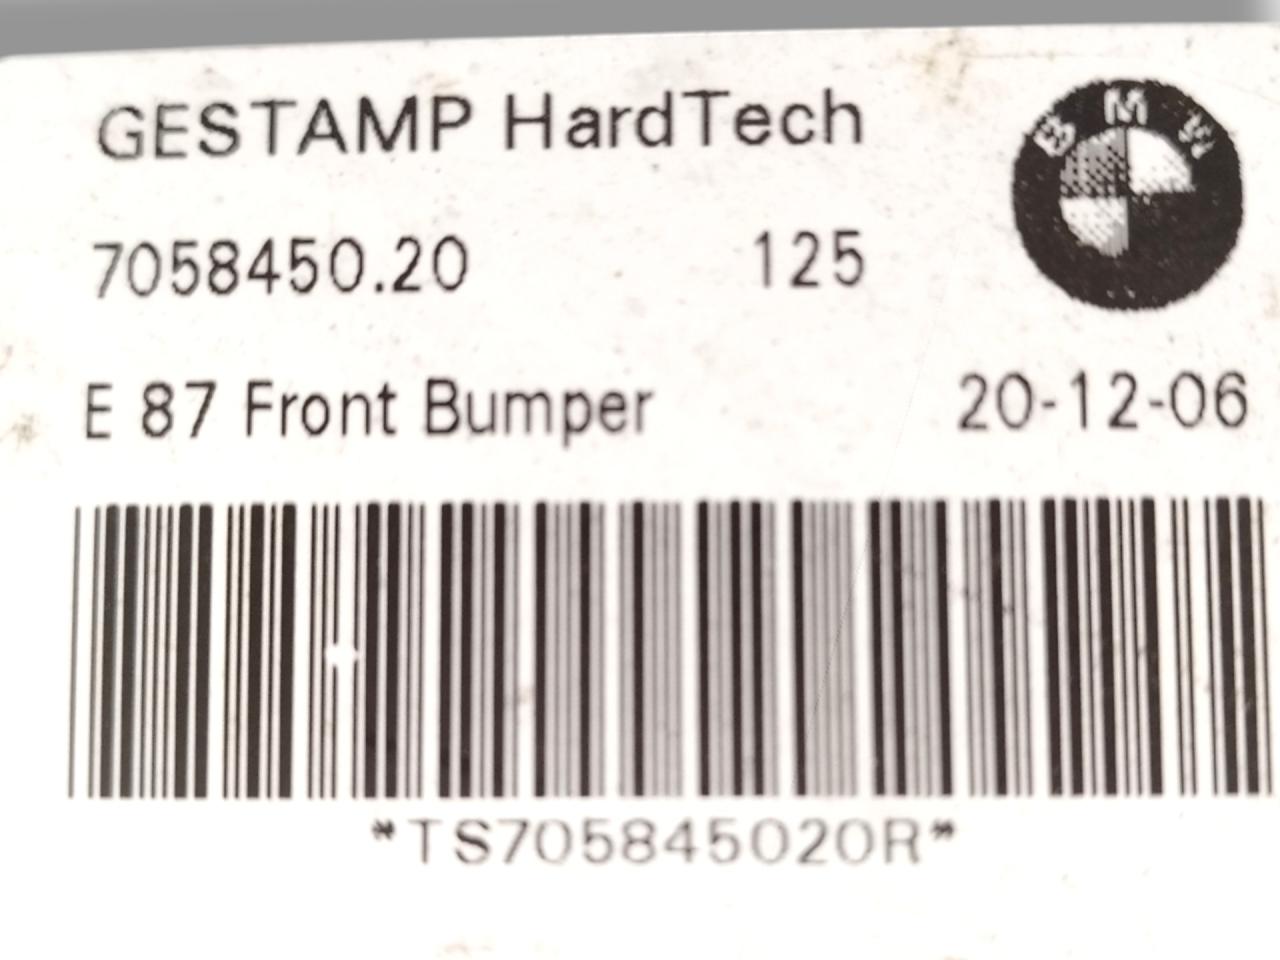 GESTAMP HardTech
BMW
7058450.20 125
E 87 Front Bumper 20-12-06
*TS705845020R*